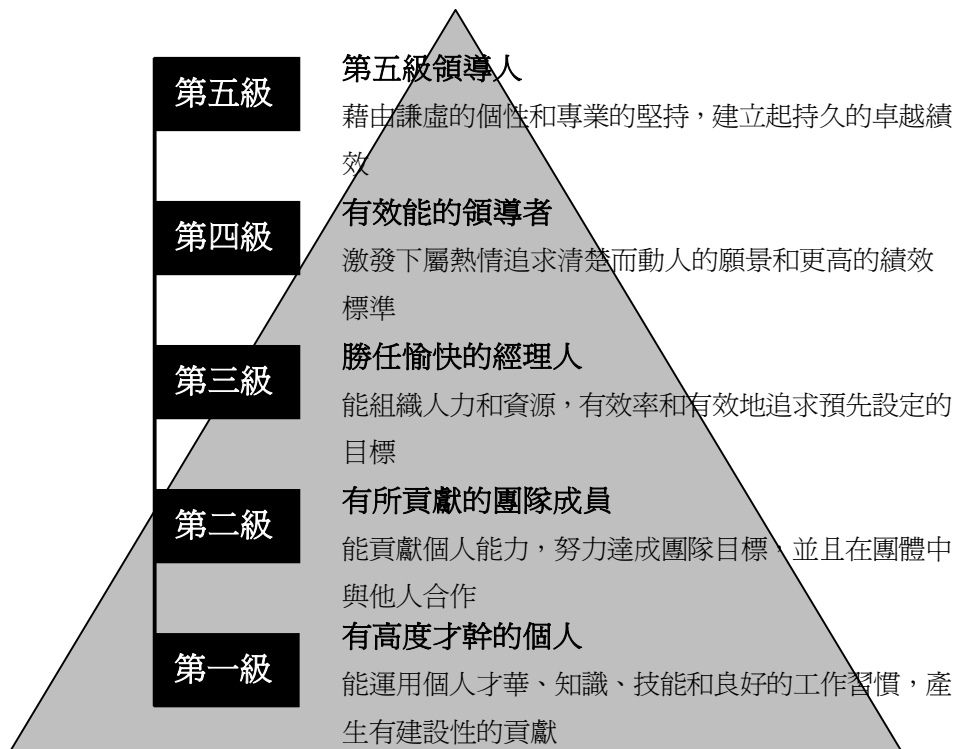 第五級
第五級領導人
藉由謙虛的個性和專業的堅持，建立起持久的卓越績
效
第四級
有效能的領導者
激發下屬熱情追求清楚而動人的願景和更高的績效
標準
第三級
勝任愉快的經理人
能組織人力和資源，有效率和有效地追求預先設定的
目標
第二級
有所貢獻的團隊成員
能貢獻個人能力，努力達成團隊目標，並且在團體中
與他人合作
第一級
有高度才幹的個人
能運用個人才華、知識、技能和良好的工作習慣，產
生有建設性的貢獻